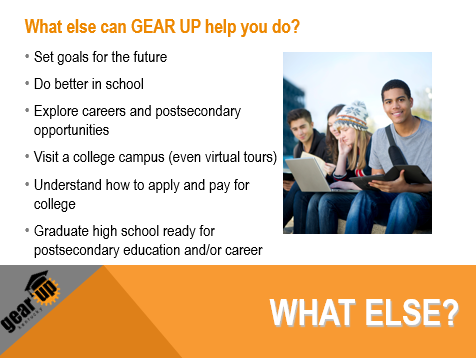 What else can GEAR UP help you do?
• Set goals for the future
• Do better in school
• Explore careers and postsecondary
opportunities
• Visit a college campus (even virtual tours)
• Understand how to apply and pay for
college
• Graduate high school ready for
postsecondary education and/or career
gear up
WHAT ELSE?